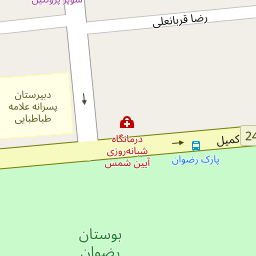 سوپر پروتئین
رضا قربانعلی
دبیرستان
پسرانه علامه
طباطبایی
درمانگاه
شبانه‌روزی
آیین شمس
کمیل
24
پارک رضوان
بوستان
رضوان